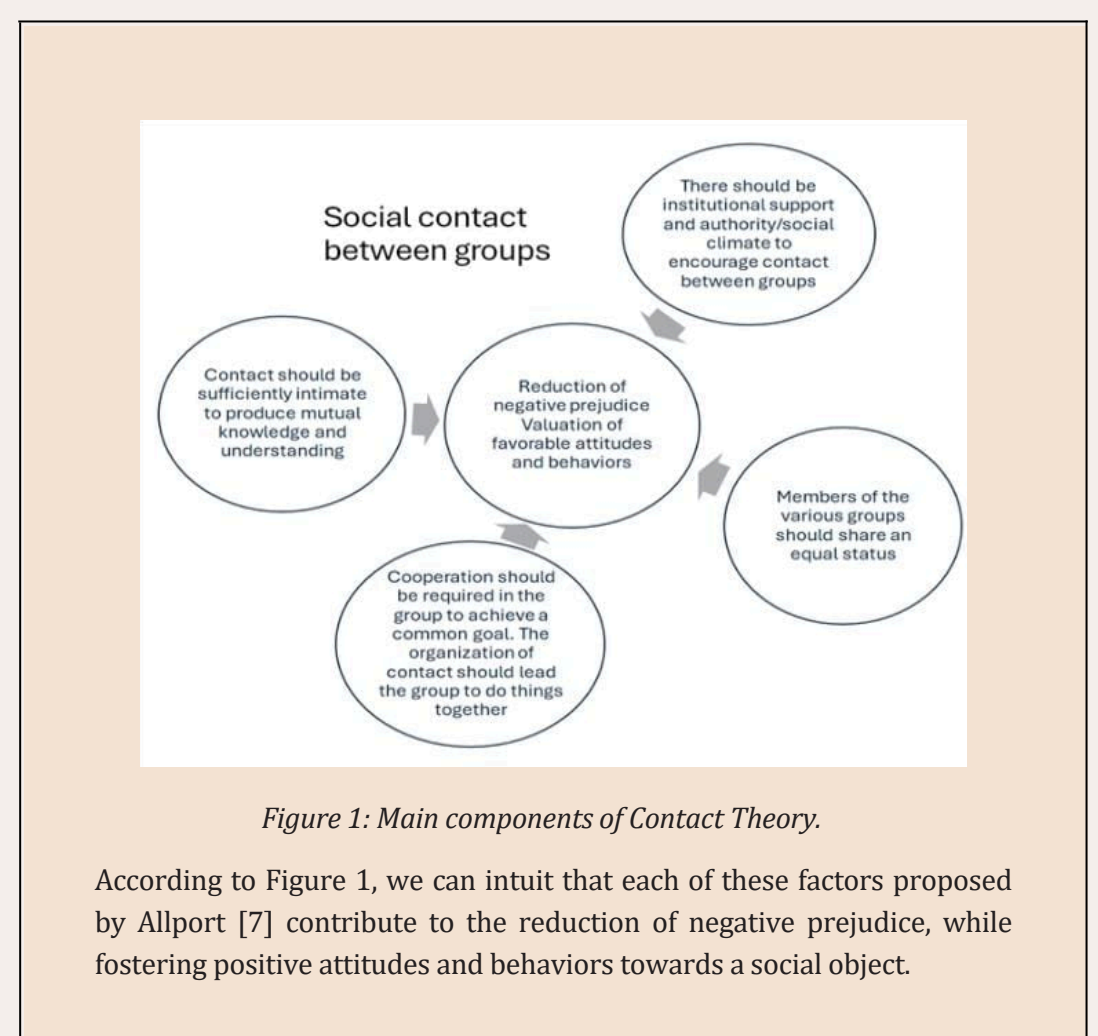 Social contact
between groups
There should be
institutional support
and authority/social
climate to
encourage contact
between groups
Contact should be
sufficiently intimate
to produce mutual
knowledge and
understanding
Reduction of
negative prejudice
Valuation of
favorable attitudes
and behaviors
Members of the
various groups
should share an
equal status
Cooperation should
be required in the
group to achieve a
common goal. The
organization of
contact should lead
the group to do things
together
Figure 1: Main components of Contact Theory.
According to Figure 1, we can intuit that each of these factors proposed
by Allport [7] contribute to the reduction of negative prejudice, while
fostering positive attitudes and behaviors towards a social object.